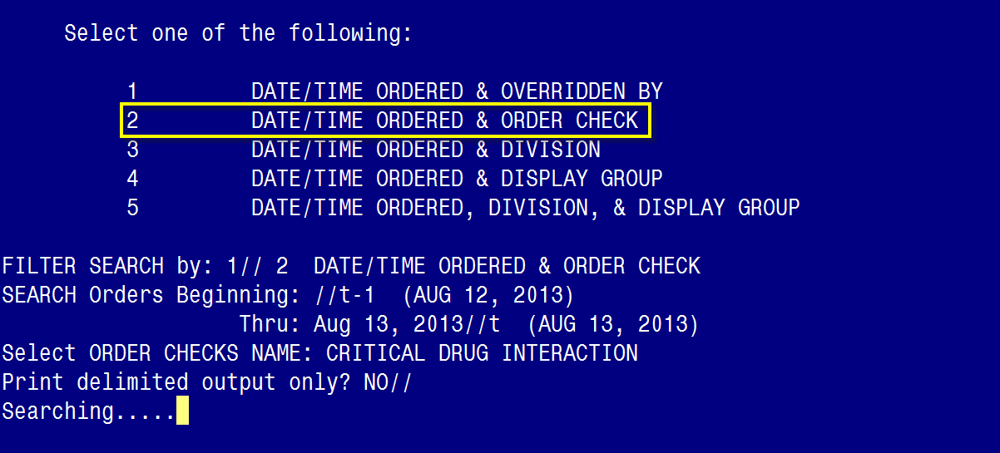 Select one of the following:
1 DATE/TIME ORDERED & OVERRIDDEN BY
2 DATE/TIME ORDERED & ORDER CHECK
3 DATE/TIME ORDERED & DIVISION
4 DATE/TIME ORDERED & DISPLAY GROUP
5 DATE/TIME ORDERED, DIVISION, & DISPLAY GROUP
FILTER SEARCH by: 1// 2 DATE/TIME ORDERED & ORDER CHECK
SEARCH Orders Beginning: //t-1 (AUG 12, 2013)
Thru: Aug 13, 2013//t (AUG 13, 2013)
Select ORDER CHECKS NAME: CRITICAL DRUG INTERACTION
Print delimited output only? NO//
Searching.....